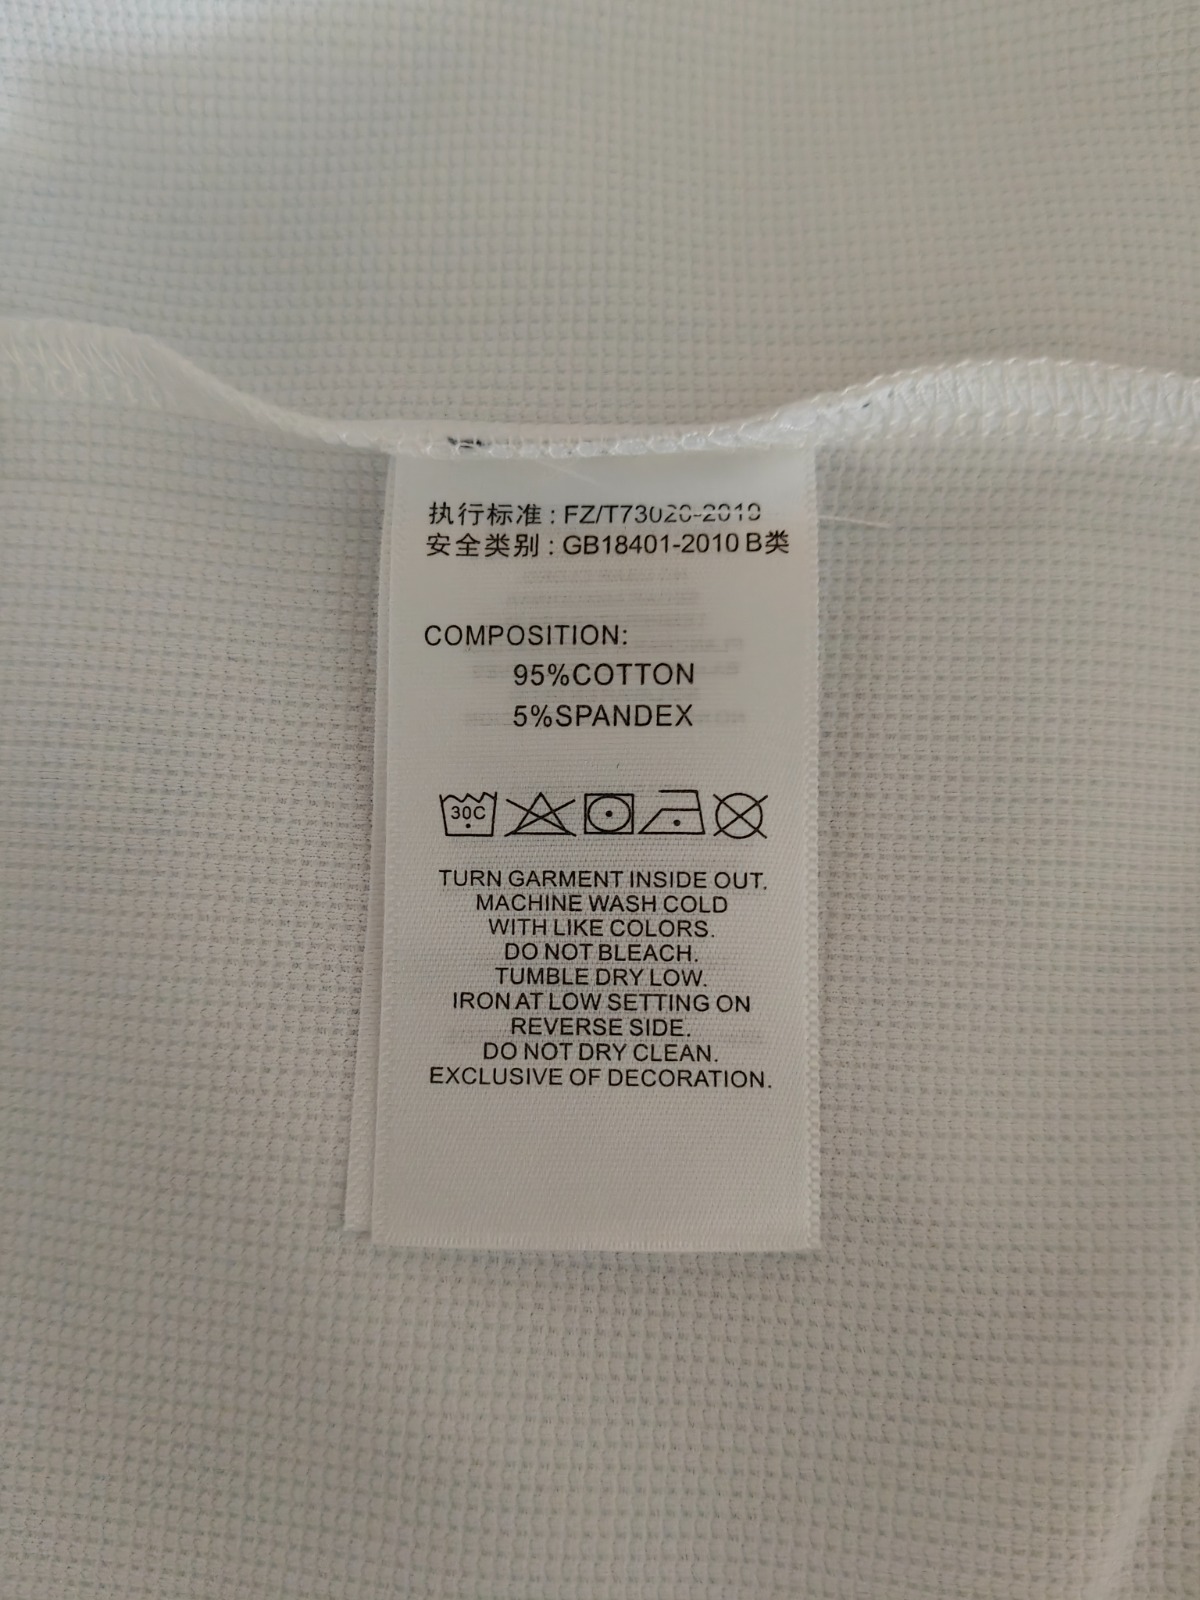 执行标准：FZ/T73020-2019
安全类别：GB18401-2010 B类
COMPOSITION:
95%COTTON
5%SPANDEX
30C
TURN GARMENT INSIDE OUT.
MACHINE WASH COLD
WITH LIKE COLORS.
DO NOT BLEACH.
TUMBLE DRY LOW.
IRON AT LOW SETTING ON
REVERSE SIDE.
DO NOT DRY CLEAN.
EXCLUSIVE OF DECORATION.